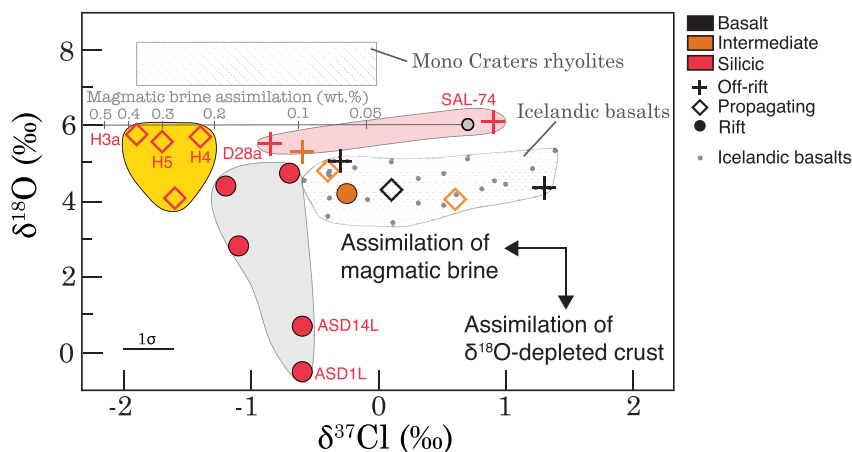 8
6
4
2
0
δ¹⁸O (‰)
-2
-1
0
1
2
δ³⁷Cl (‰)
Mono Craters rhyolites
Magmatic brine assimilation (wt.%)
0.5 0.4 0.3 0.2 0.1 0.05
SAL-74
Icelandic basalts
H3a
H5
H4
D28a
Assimilation of
magmatic brine
Assimilation of
δ¹⁸O-depleted crust
ASD14L
ASD1L
1σ
Basalt
Intermediate
Silicic
Off-rift
Propagating
Rift
Icelandic basalts